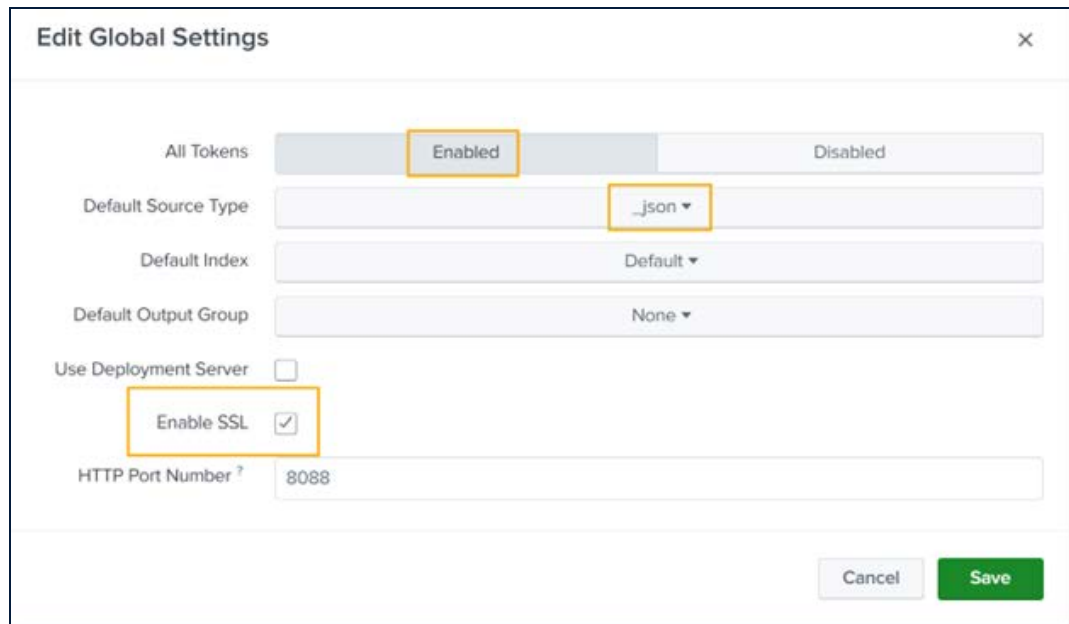 Edit Global Settings
All Tokens Enabled Disabled
Default Source Type _json
Default Index Default
Default Output Group None
Use Deployment Server
Enable SSL
HTTP Port Number ? 8088
Cancel Save